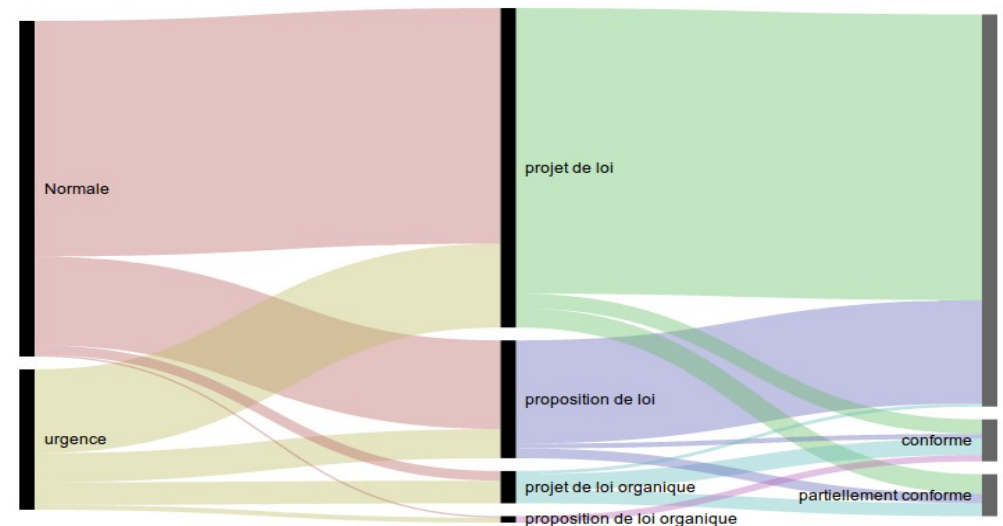 Normale
urgence
projet de loi
proposition de loi
projet de loi organique
proposition de loi organique
conforme
partiellement conforme